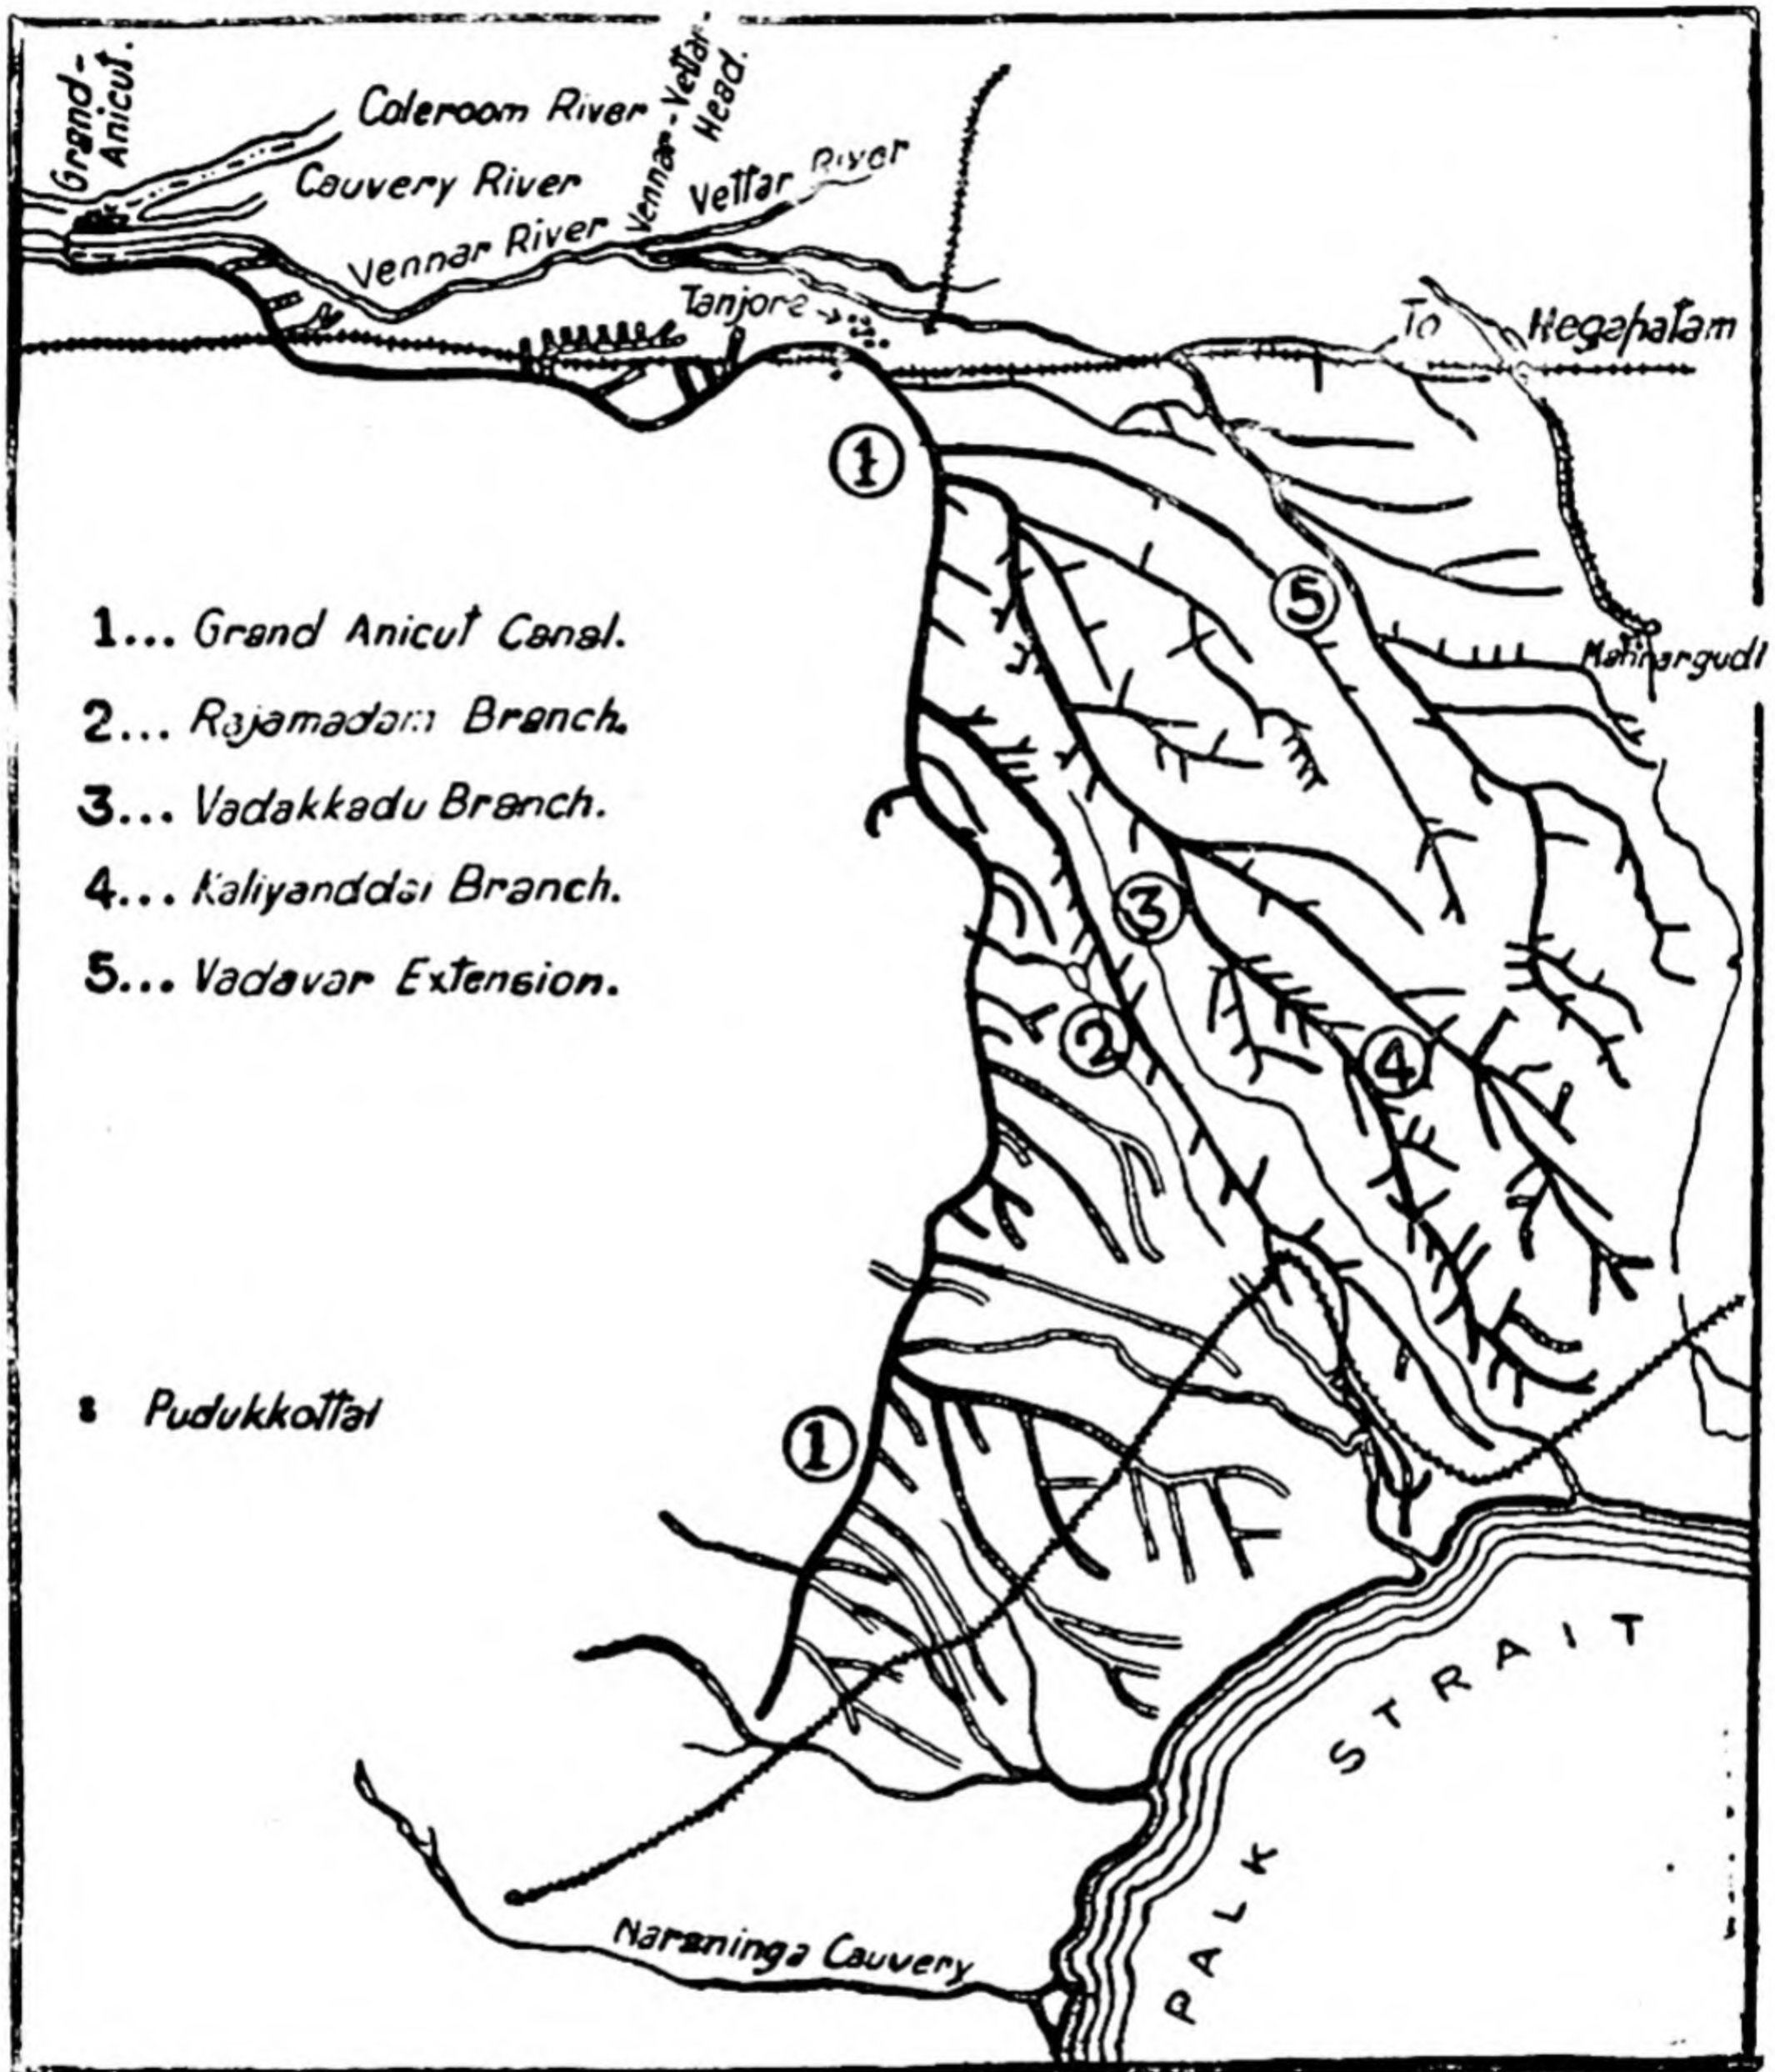 Grand-
Anicut.
Coleroom River
Cauvery River
Vennar River
Vennar-Vettar-
Head.
Vettar River
Tanjore
To Negapatam
1
5
1... Grand Anicut Canal.
2... Rajamadam Branch.
3... Vadakkadu Branch.
4... Kaliyanddai Branch.
5... Vadavar Extension.
Mannargudi
3
2
4
Pudukkottai
1
PALK STRAIT
Naraninga Cauvery